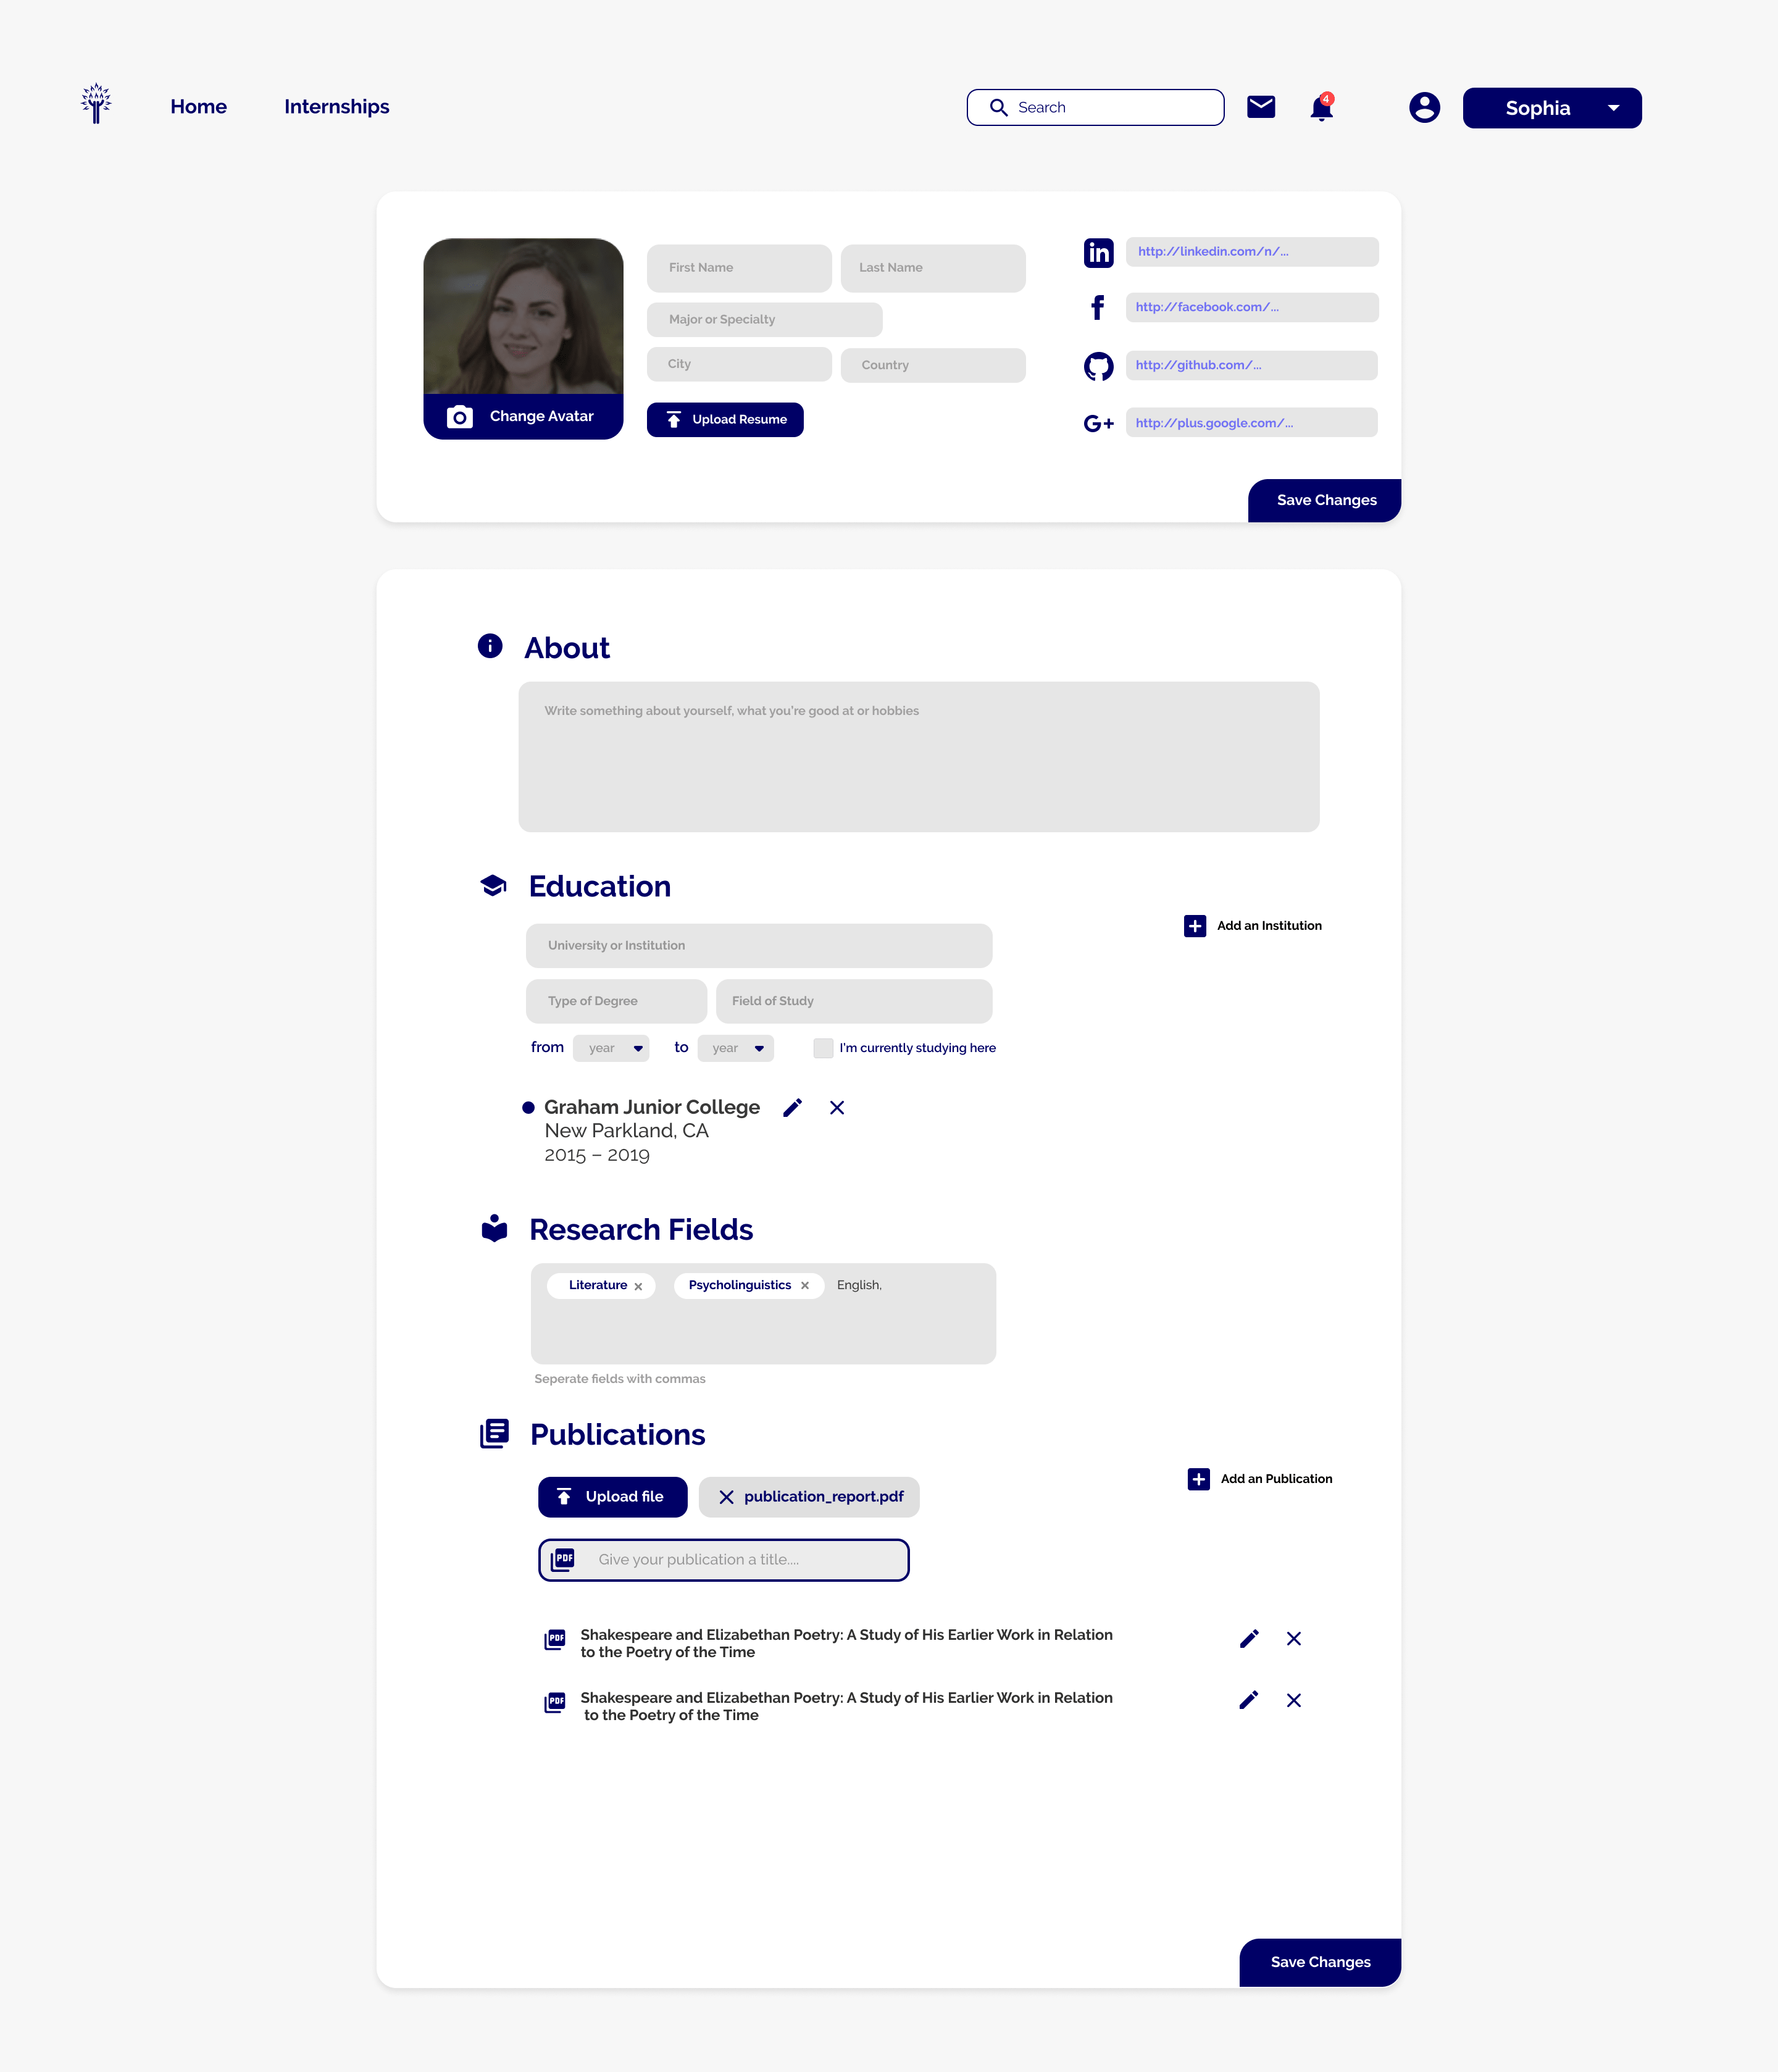 Home
Internships
Search
4
Sophia
First Name
Last Name
Major or Specialty
City
Country
Change Avatar
Upload Resume
in
http://linkedin.com/n/...
f
http://facebook.com/...
http://github.com/...
G+
http://plus.google.com/...
Save Changes
About
Write something about yourself, what you're good at or hobbies
Education
Add an Institution
University or Institution
Type of Degree
Field of Study
from
year
to
year
I'm currently studying here
Graham Junior College
New Parkland, CA
2015 – 2019
Research Fields
Literature
Psycholinguistics
English,
Seperate fields with commas
Publications
Add an Publication
Upload file
publication_report.pdf
PDF
Give your publication a title....
PDF
Shakespeare and Elizabethan Poetry: A Study of His Earlier Work in Relation
to the Poetry of the Time
PDF
Shakespeare and Elizabethan Poetry: A Study of His Earlier Work in Relation
to the Poetry of the Time
Save Changes